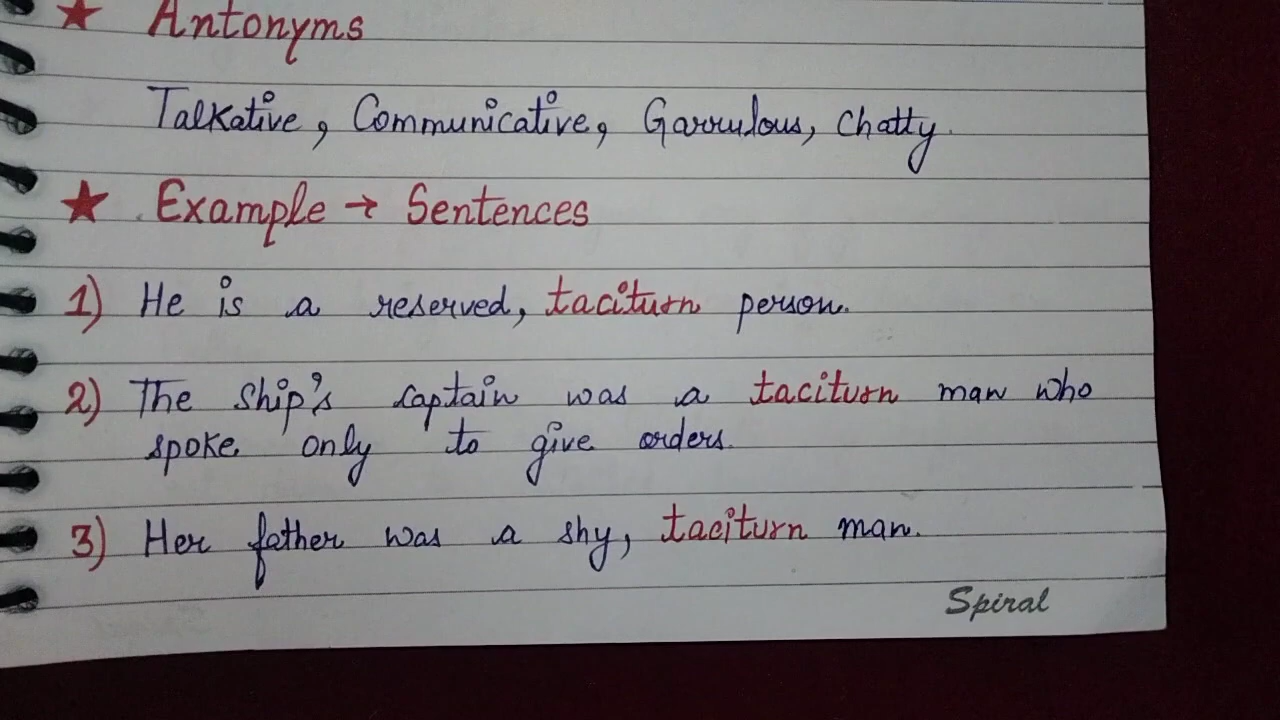 ★ Antonyms
Talkative, Communicative, Garrulous, Chatty.
★ Example → Sentences
1) He is a reserved, taciturn person.
2) The Ship's captain was a taciturn man who
spoke only to give orders.
3) Her father was a shy, taciturn man.
Spiral